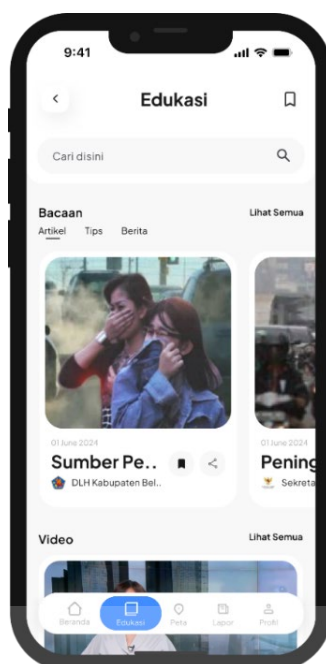 9:41
Edukasi
Cari disini
Bacaan Lihat Semua
Artikel Tips Berita
01 June 2024
Sumber Pe..
DLH Kabupaten Bel..
01 June 2024
Pening
Sekreta
Video Lihat Semua
Beranda Edukasi Peta Lapor Profil